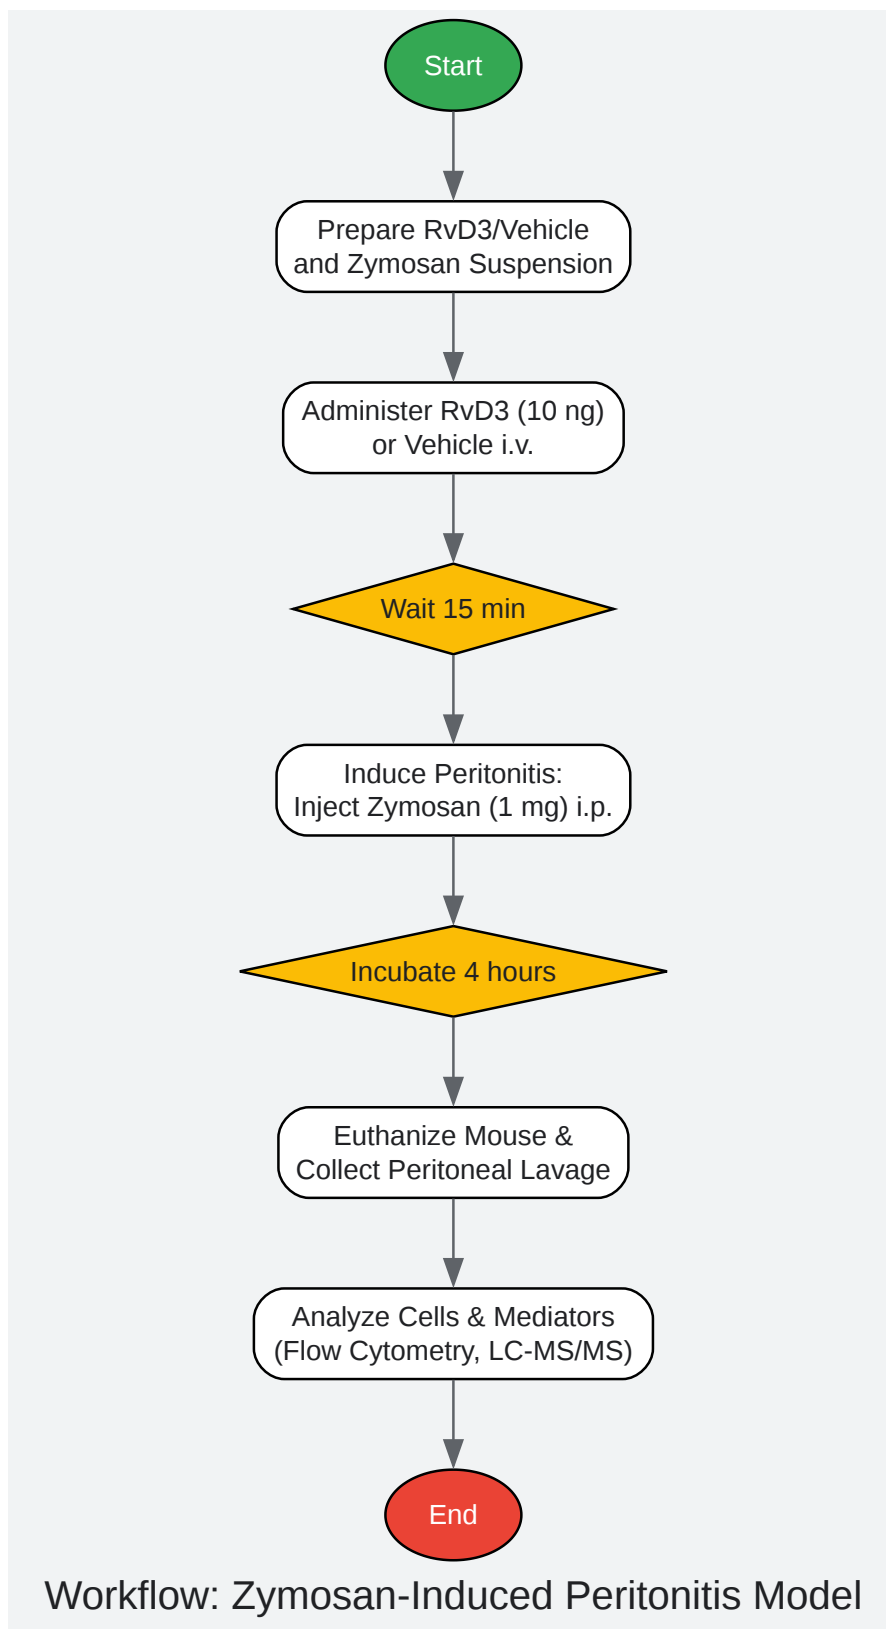 Start
Prepare RvD3/Vehicle
and Zymosan Suspension
Administer RvD3 (10 ng)
or Vehicle i.v.
Wait 15 min
Induce Peritonitis:
Inject Zymosan (1 mg) i.p.
Incubate 4 hours
Euthanize Mouse &
Collect Peritoneal Lavage
Analyze Cells & Mediators
(Flow Cytometry, LC-MS/MS)
End
Workflow: Zymosan-Induced Peritonitis Model